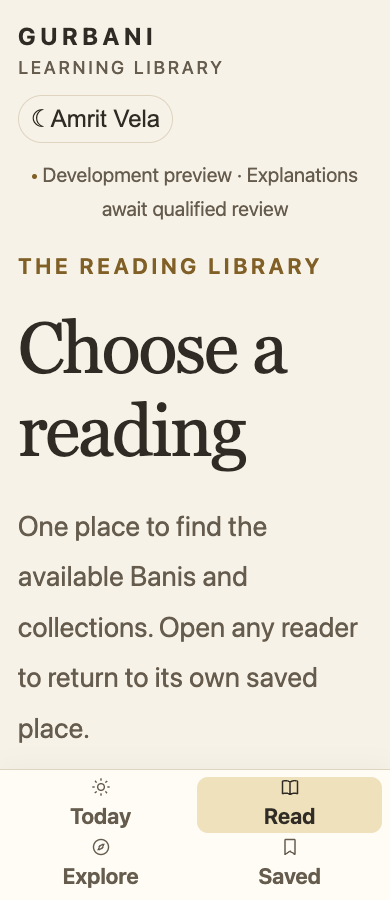 GURBANI
LEARNING LIBRARY
☾ Amrit Vela
• Development preview · Explanations
await qualified review
THE READING LIBRARY
Choose a
reading
One place to find the
available Banis and
collections. Open any reader
to return to its own saved
place.
Today
Read
Explore
Saved